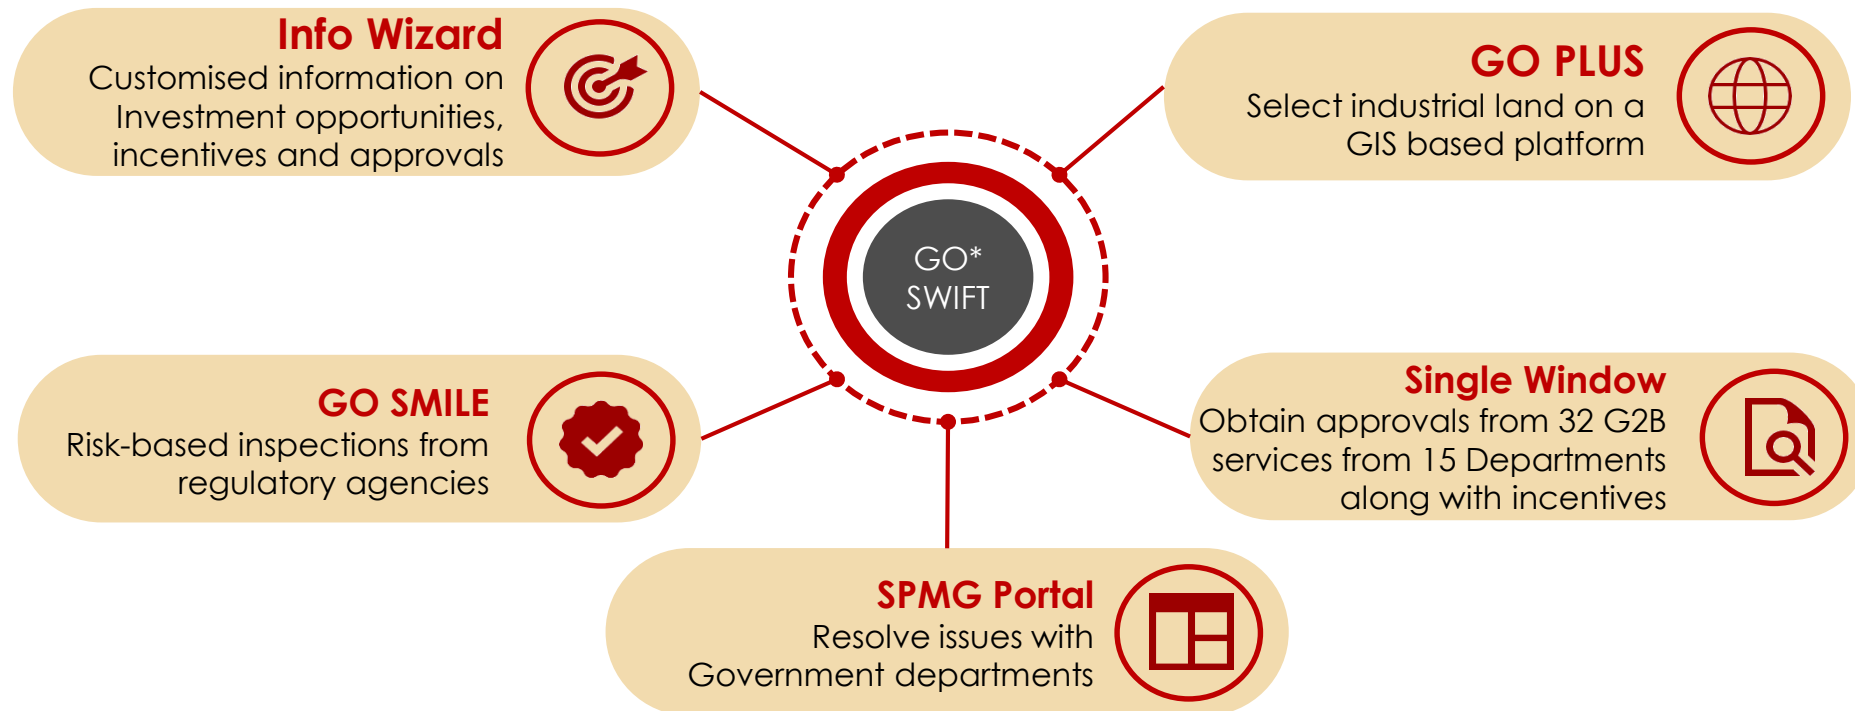 Info Wizard
Customised information on
Investment opportunities,
incentives and approvals
GO PLUS
Select industrial land on a
GIS based platform
GO*
SWIFT
GO SMILE
Risk-based inspections from
regulatory agencies
Single Window
Obtain approvals from 32 G2B
services from 15 Departments
along with incentives
SPMG Portal
Resolve issues with
Government departments